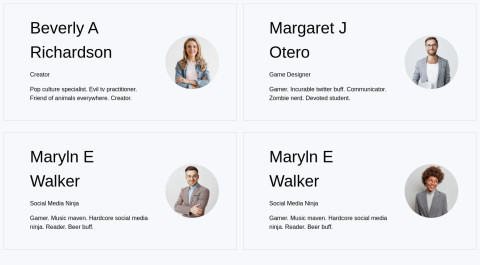 Beverly A
Richardson
Creator
Pop culture specialist. Evil tv practitioner.
Friend of animals everywhere. Creator.
Margaret J
Otero
Game Designer
Gamer. Incurable twitter buff. Communicator.
Zombie nerd. Devoted student.
Maryln E
Walker
Social Media Ninja
Gamer. Music maven. Hardcore social media
ninja. Reader. Beer buff.
Maryln E
Walker
Social Media Ninja
Gamer. Music maven. Hardcore social media
ninja. Reader. Beer buff.